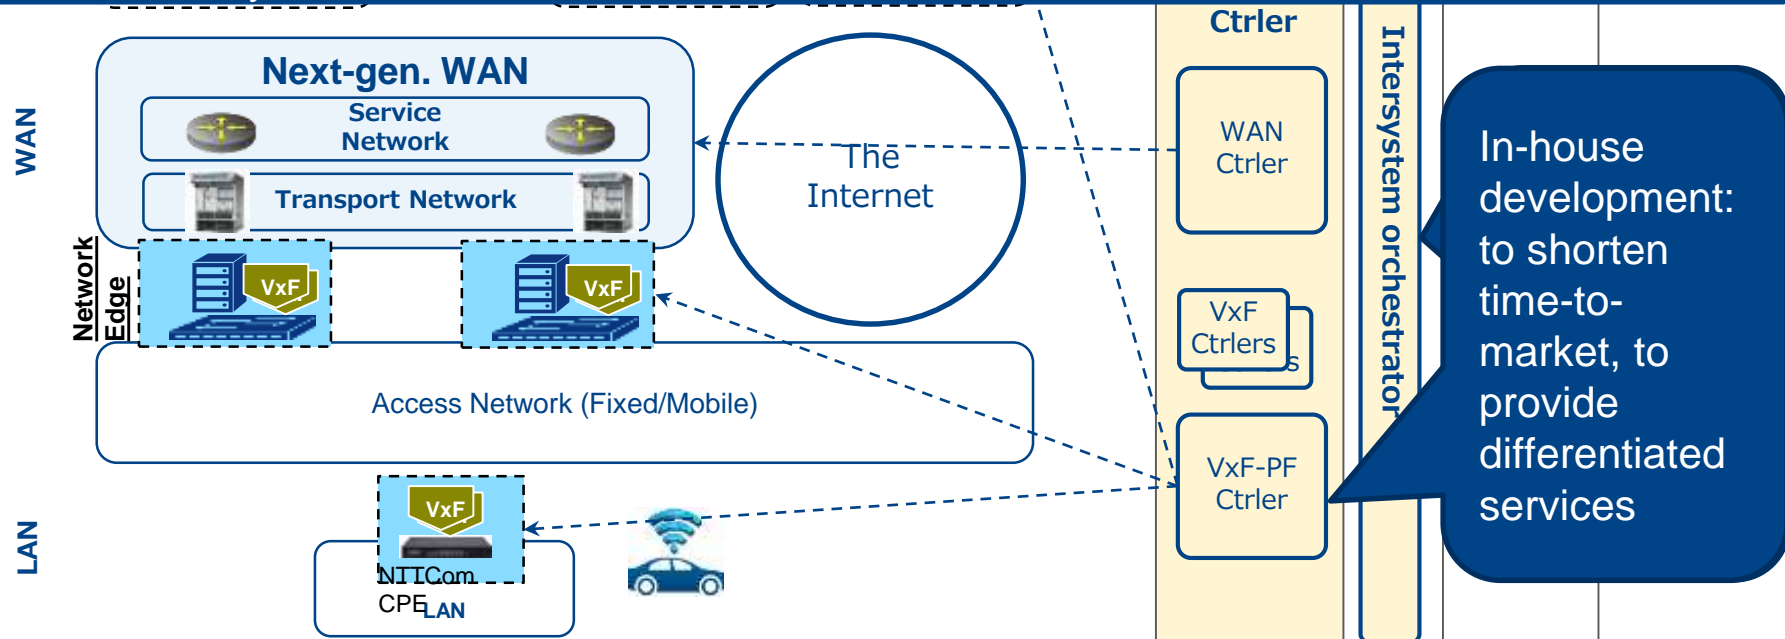 Ctrler
WAN
Next-gen. WAN
Service
Network
Transport Network
The
Internet
WAN
Ctrler
Intersystem orchestrator
In-house
development:
to shorten
time-to-
market, to
provide
differentiated
services
Network
Edge
VxF
VxF
VxF
Ctrlers
s
Access Network (Fixed/Mobile)
VxF-PF
Ctrler
LAN
VxF
NTTCom
CPE
LAN